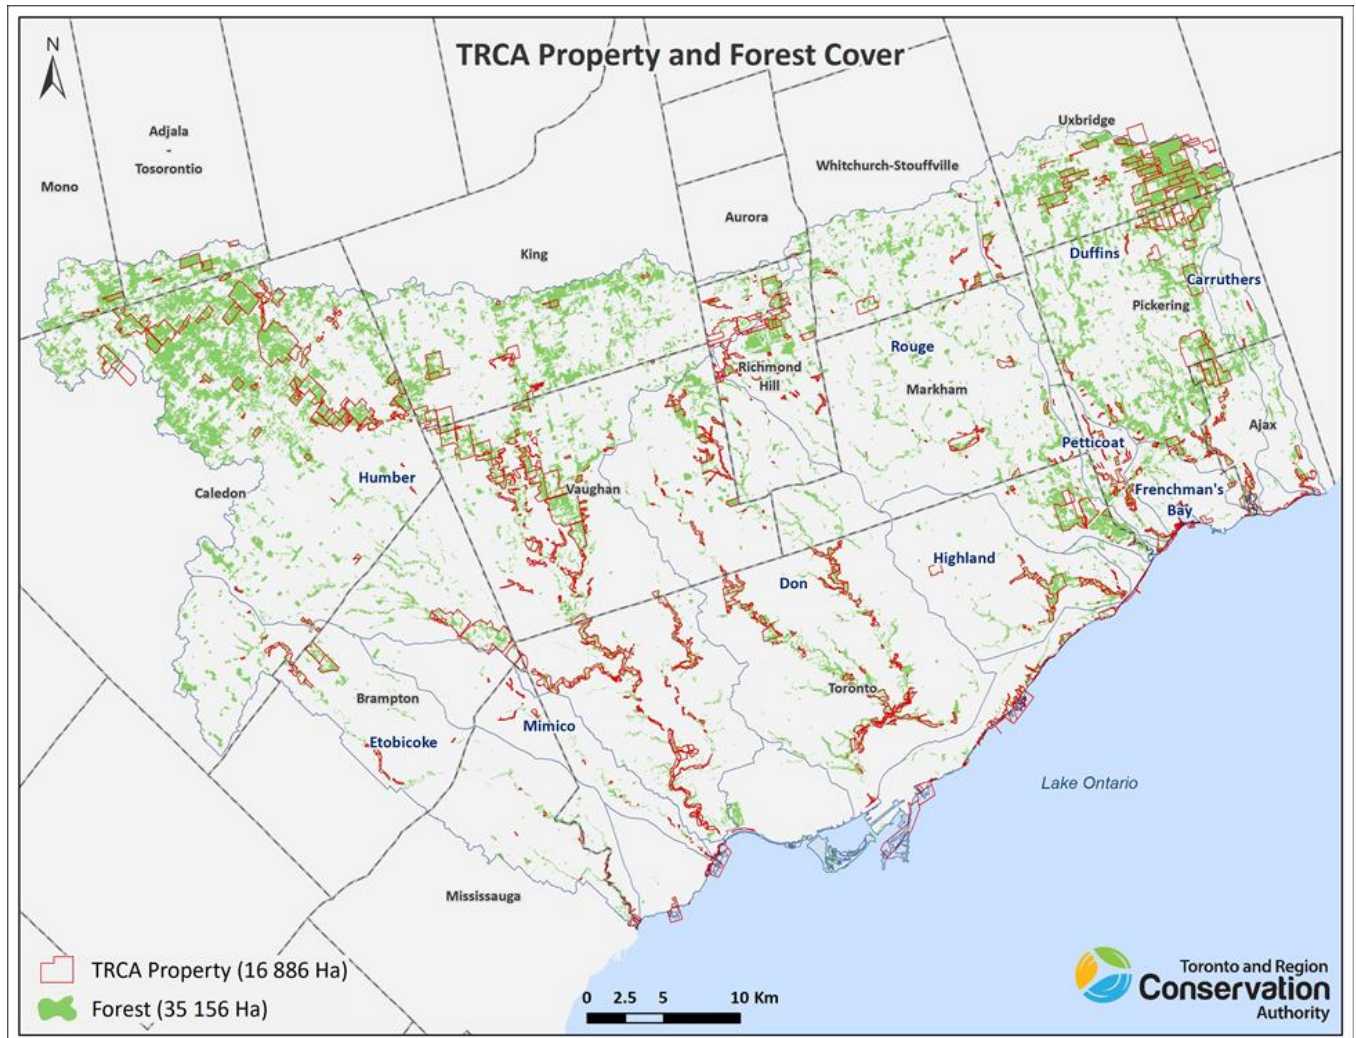 TRCA Property and Forest Cover
N
Uxbridge
Adjala
-
Tosorontio
Mono
Whitchurch-Stouffville
Aurora
King
Duffins
Carruthers
Pickering
Rouge
Richmond
Hill
Markham
Ajax
Petticoat
Humber
Caledon
Vaughan
Frenchman's
Bay
Highland
Don
Toronto
Brampton
Mimico
Etobicoke
Lake Ontario
Mississauga
TRCA Property (16 886 Ha)
Forest (35 156 Ha)
0 2.5 5 10 Km
Toronto and Region
Conservation
Authority